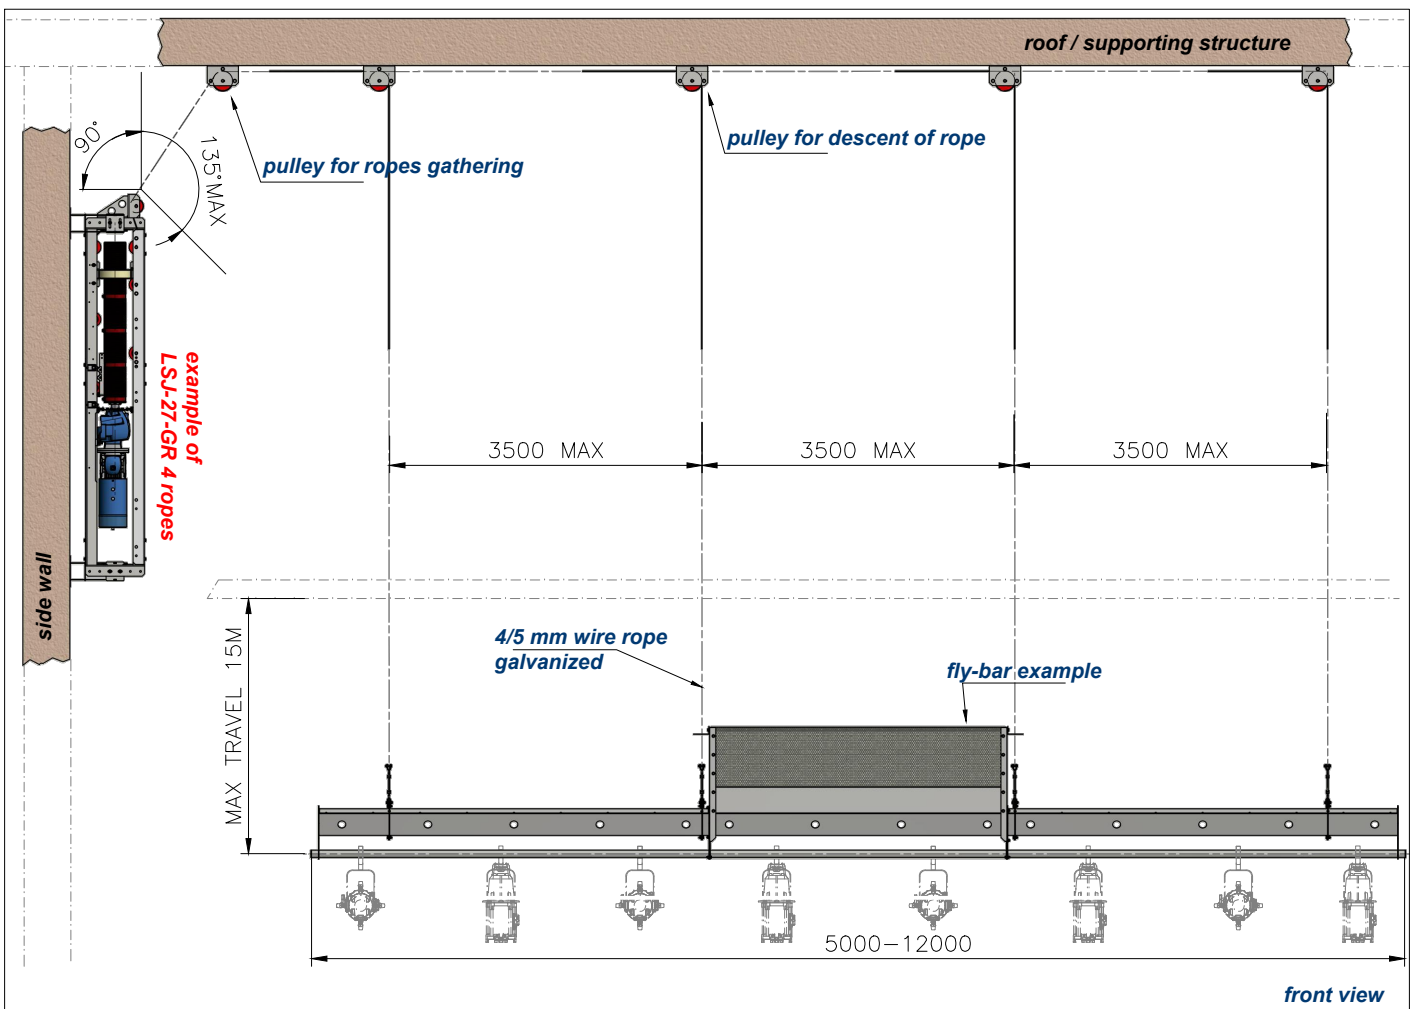 roof / supporting structure
90°
135°MAX
pulley for ropes gathering
pulley for descent of rope
example of
LSJ-27-GR 4 ropes
side wall
3500 MAX
3500 MAX
3500 MAX
MAX TRAVEL 15M
4/5 mm wire rope
galvanized
fly-bar example
5000-12000
front view